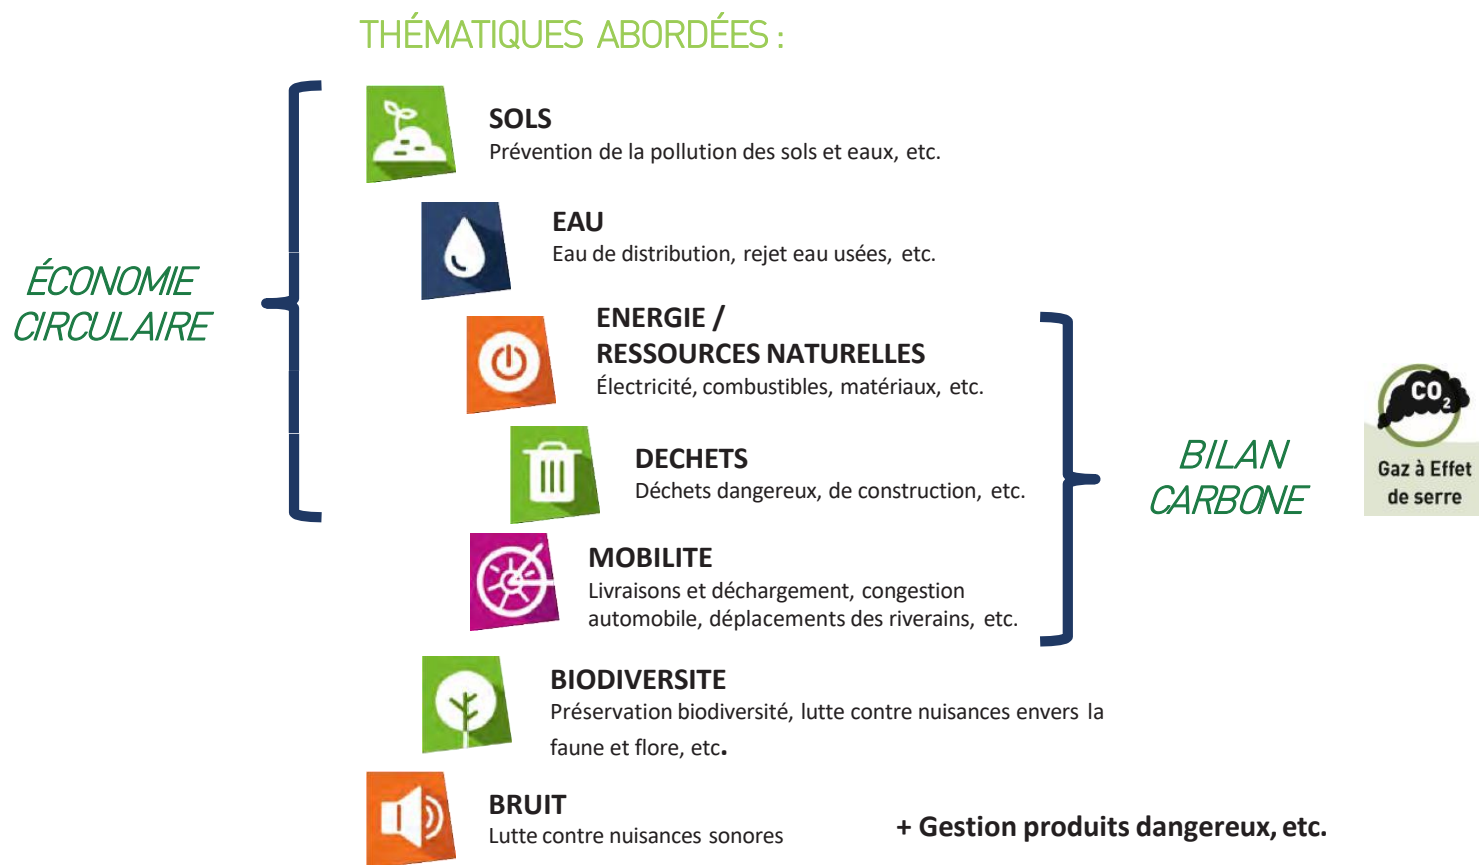 THÉMATIQUES ABORDÉES :
SOLS
Prévention de la pollution des sols et eaux, etc.
EAU
Eau de distribution, rejet eau usées, etc.
ÉCONOMIE
CIRCULAIRE
ENERGIE /
RESSOURCES NATURELLES
Électricité, combustibles, matériaux, etc.
DECHETS
Déchets dangereux, de construction, etc.
BILAN
CARBONE
CO2
Gaz à Effet
de serre
MOBILITE
Livraisons et déchargement, congestion
automobile, déplacements des riverains, etc.
BIODIVERSITE
Préservation biodiversité, lutte contre nuisances envers la
faune et flore, etc.
BRUIT
Lutte contre nuisances sonores
+ Gestion produits dangereux, etc.